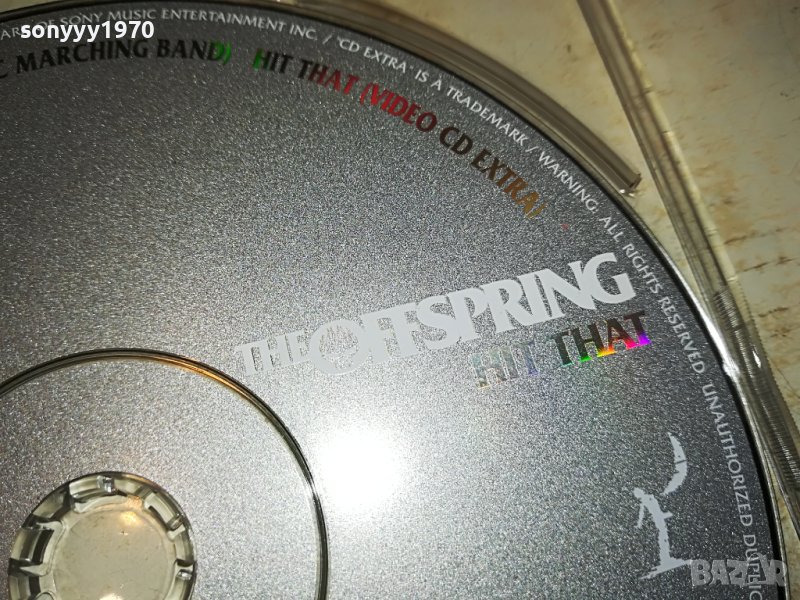 sonyyy1970
OF SONY MUSIC ENTERTAINMENT INC. / "CD EXTRA" IS A TRADEMARK / WARNING: ALL RIGHTS RESERVED. UNAUTHORIZED
C MARCHING BAND) HIT THAT (VIDEO CD EXTRA)
THE OFFSPRING
HIT THAT
BAZAR